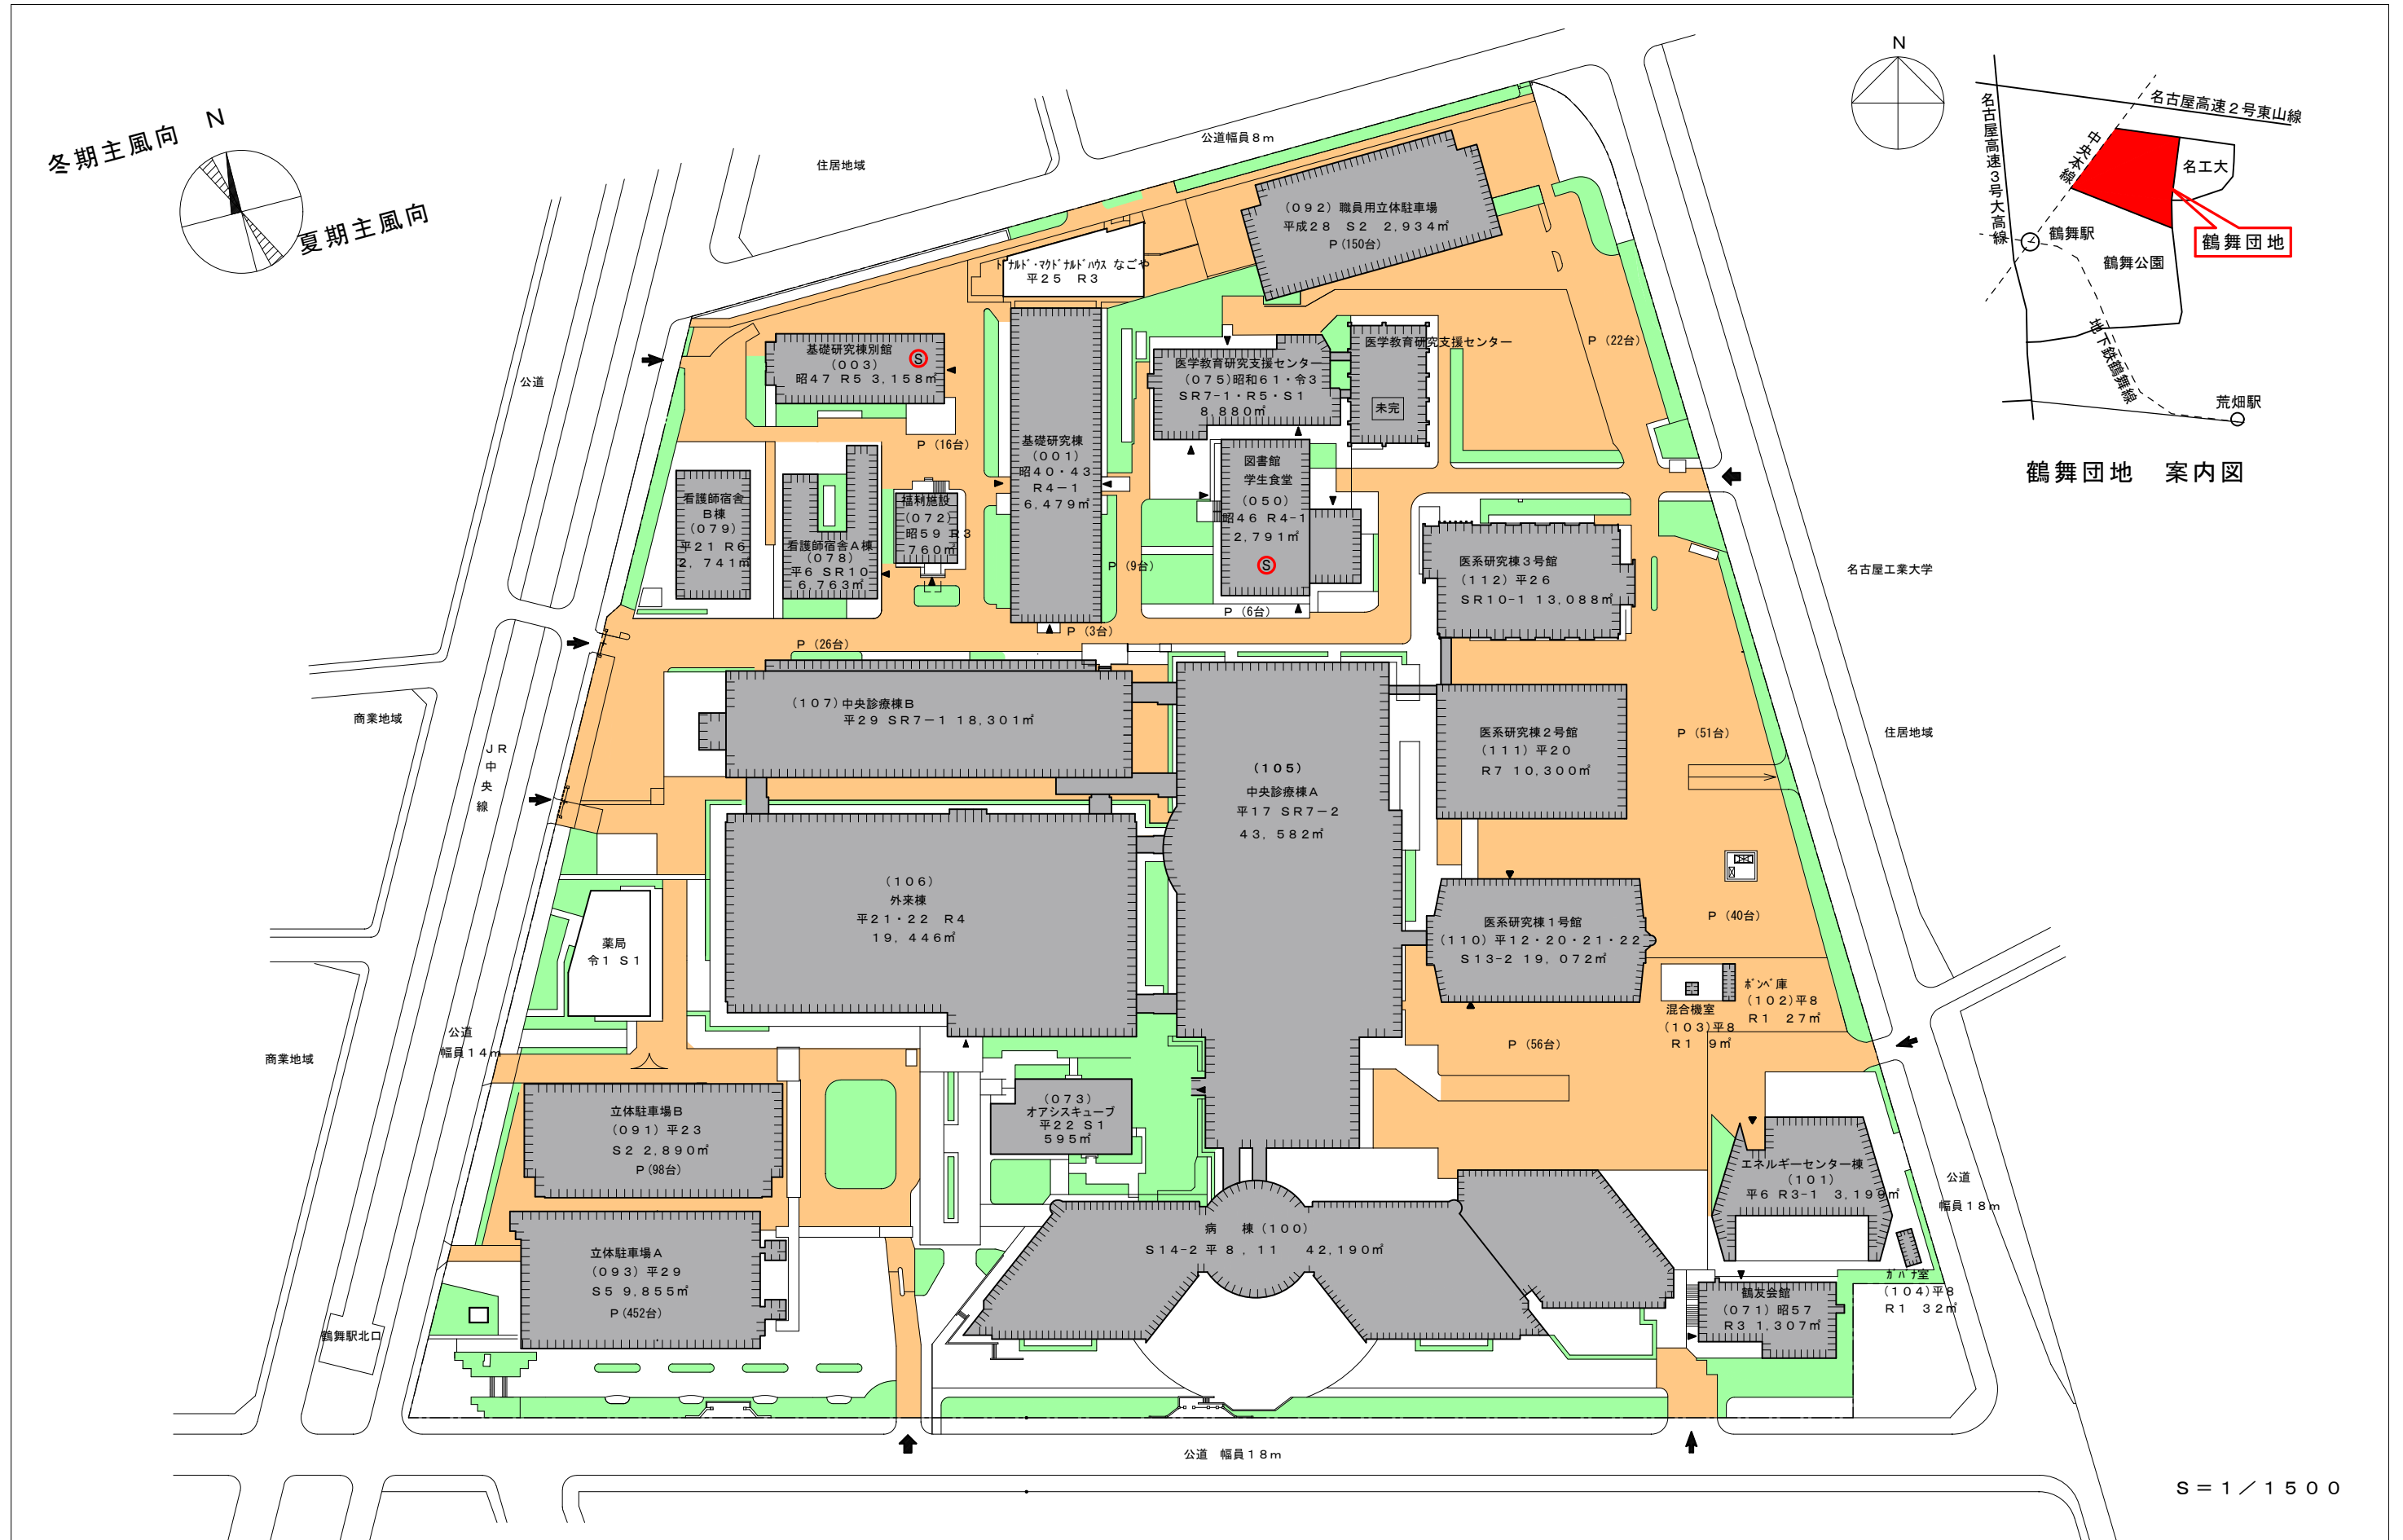 冬期主風向 N
夏期主風向
公道幅員8m
住居地域
公道
N
名古屋高速2号東山線
名古屋高速3号大高線
中央本線
名工大
鶴舞駅
鶴舞団地
鶴舞公園
地下鉄鶴舞線
荒畑駅
鶴舞団地 案内図
(092) 職員用立体駐車場
平成28 S2 2,934㎡
P(150台)
ドナルド・マクドナルドハウス なごや
平25 R3
基礎研究棟別館
(003)
昭47 R5 3,158㎡
S
P (16台)
基礎研究棟
(001)
昭40・43
R4−1
6,479㎡
医学教育研究支援センター
(075)昭和61・令3
SR7-1・R5・S1
8,880㎡
医学教育研究支援センター
未完
P (22台)
図書館
学生食堂
(050)
昭46 R4-1
2,791㎡
S
看護師宿舎
B棟
(079)
平21 R6
2,741㎡
看護師宿舎A棟
(078)
平6 SR10
6,763㎡
福利施設
(072)
昭59 R3
760㎡
P (9台)
P (6台)
P (3台)
P (26台)
医系研究棟3号館
(112) 平26
SR10-1 13,088㎡
名古屋工業大学
商業地域
JR中央線
(107)中央診療棟B
平29 SR7−1 18,301㎡
(105)
中央診療棟A
平17 SR7−2
43,582㎡
医系研究棟2号館
(111) 平20
R7 10,300㎡
P (51台)
住居地域
(106)
外来棟
平21・22 R4
19,446㎡
薬局
令1 S1
医系研究棟1号館
(110) 平12・20・21・22
S13-2 19,072㎡
P (40台)
ボンベ庫
(102)平8
R1 27㎡
混合機室
(103)平8
R1 9㎡
P (56台)
公道
幅員14m
商業地域
立体駐車場B
(091) 平23
S2 2,890㎡
P(98台)
(073)
オアシスキューブ
平22 S1
595㎡
エネルギーセンター棟
(101)
平6 R3-1 3,199㎡
公道
幅員18m
立体駐車場A
(093) 平29
S5 9,855㎡
P(452台)
病 棟(100)
S14-2 平8,11 42,190㎡
ガバナ室
(104)平8
R1 32㎡
鶴友会館
(071) 昭57
R3 1,307㎡
鶴舞駅北口
公道 幅員18m
S=1/1500